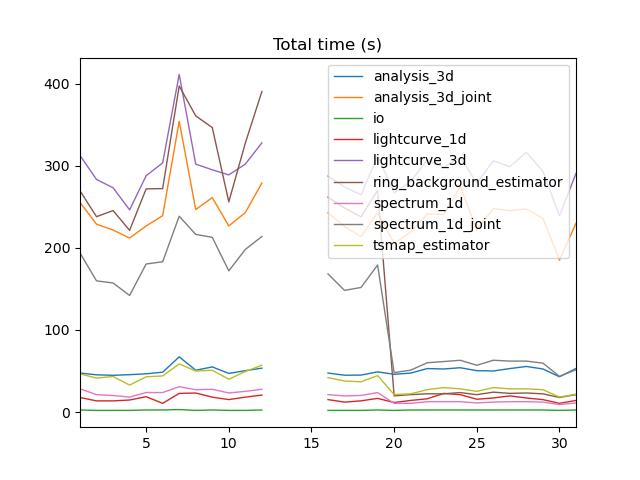 Total time (s)
400
300
200
100
0
analysis_3d
analysis_3d_joint
io
lightcurve_1d
lightcurve_3d
ring_background_estimator
spectrum_1d
spectrum_1d_joint
tsmap_estimator
5 10 15 20 25 30